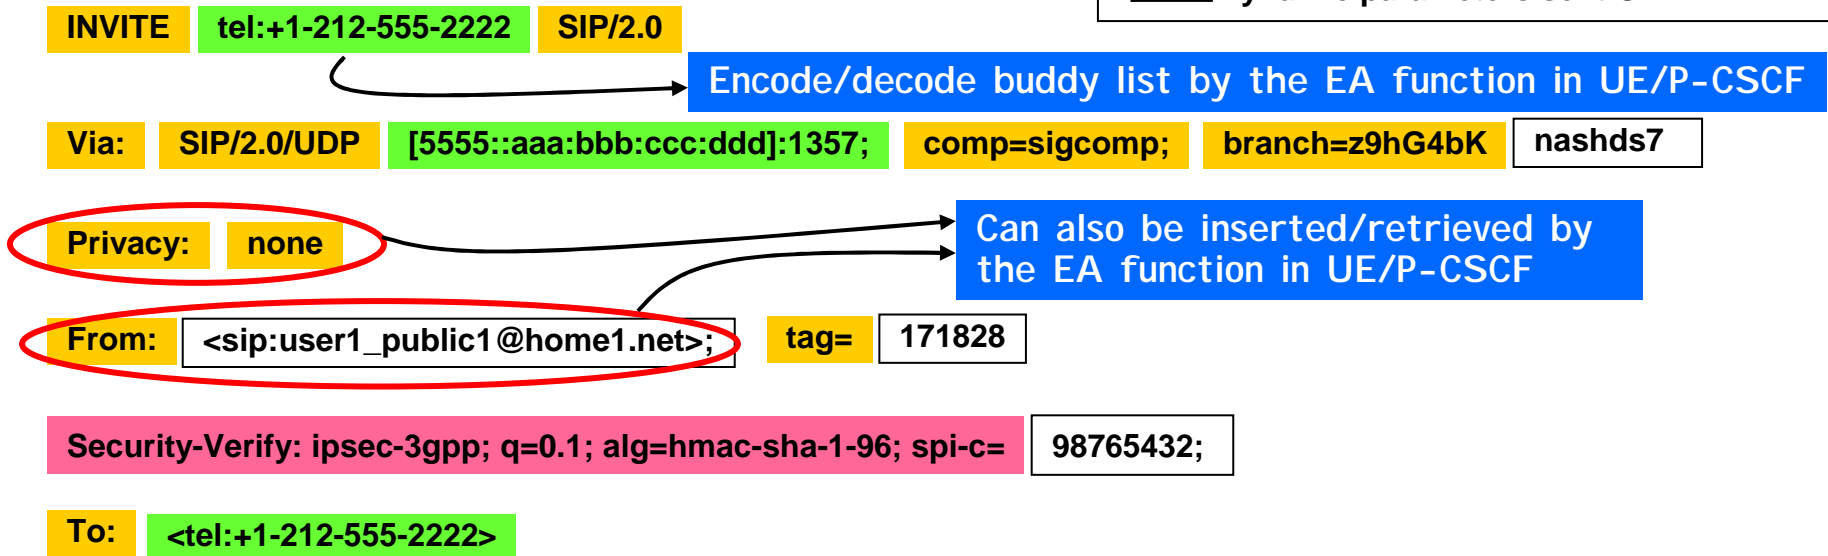 INVITE tel:+1-212-555-2222 SIP/2.0
Encode/decode buddy list by the EA function in UE/P-CSCF
Via: SIP/2.0/UDP [5555::aaa:bbb:ccc:ddd]:1357; comp=sigcomp; branch=z9hG4bK nashds7
Privacy: none
Can also be inserted/retrieved by
the EA function in UE/P-CSCF
From: <sip:user1_public1@home1.net>; tag= 171828
Security-Verify: ipsec-3gpp; q=0.1; alg=hmac-sha-1-96; spi-c= 98765432;
To: <tel:+1-212-555-2222>